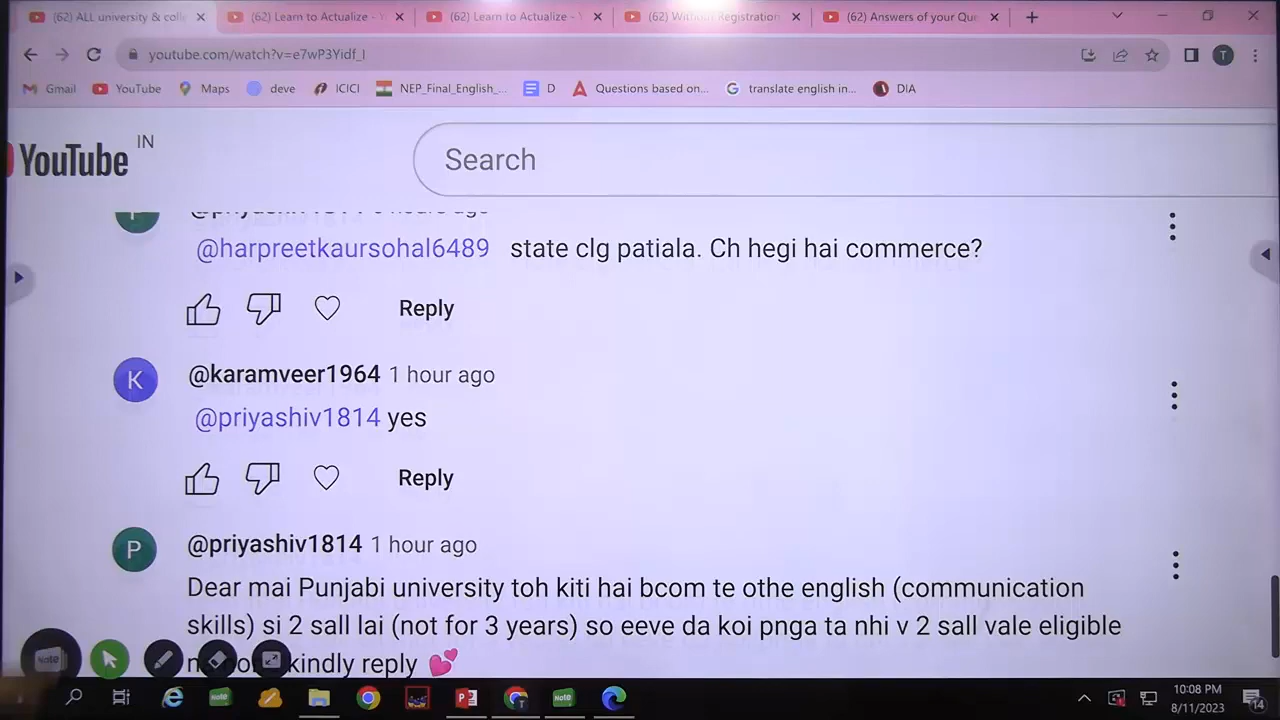 (62) ALL university & coll
(62) Learn to Actualize - Y
(62) Learn to Actualize - Y
(62) Without Registration
(62) Answers of your Que
youtube.com/watch?v=e7wP3Yidf_I
T
Gmail
YouTube
Maps
deve
ICICI
NEP_Final_English_...
D
Questions based on...
translate english in...
DIA
YouTube IN
Search
@harpreetkaursohal6489 state clg patiala. Ch hegi hai commerce?
Reply
K
@karamveer1964 1 hour ago
@priyashiv1814 yes
Reply
P
@priyashiv1814 1 hour ago
Dear mai Punjabi university toh kiti hai bcom te othe english (communication
skills) si 2 sall lai (not for 3 years) so eeve da koi pnga ta nhi v 2 sall vale eligible
kindly reply 💕
Note
Note
Note
10:08 PM
8/11/2023
14